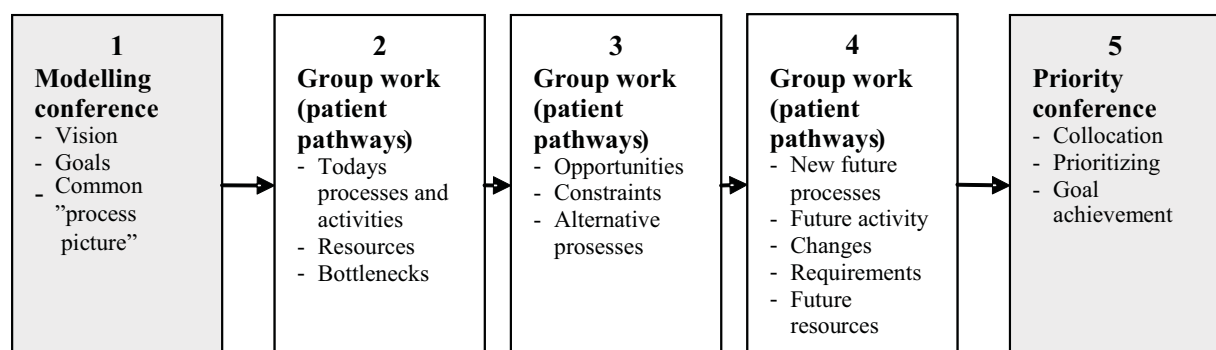 1
Modelling
conference
- Vision
- Goals
- Common
”process
picture”
2
Group work
(patient
pathways)
- Todays
processes and
activities
- Resources
- Bottlenecks
3
Group work
(patient
pathways)
- Opportunities
- Constraints
- Alternative
prosesses
4
Group work
(patient
pathways)
- New future
processes
- Future activity
- Changes
- Requirements
- Future
resources
5
Priority
conference
- Collocation
- Prioritizing
- Goal
achievement